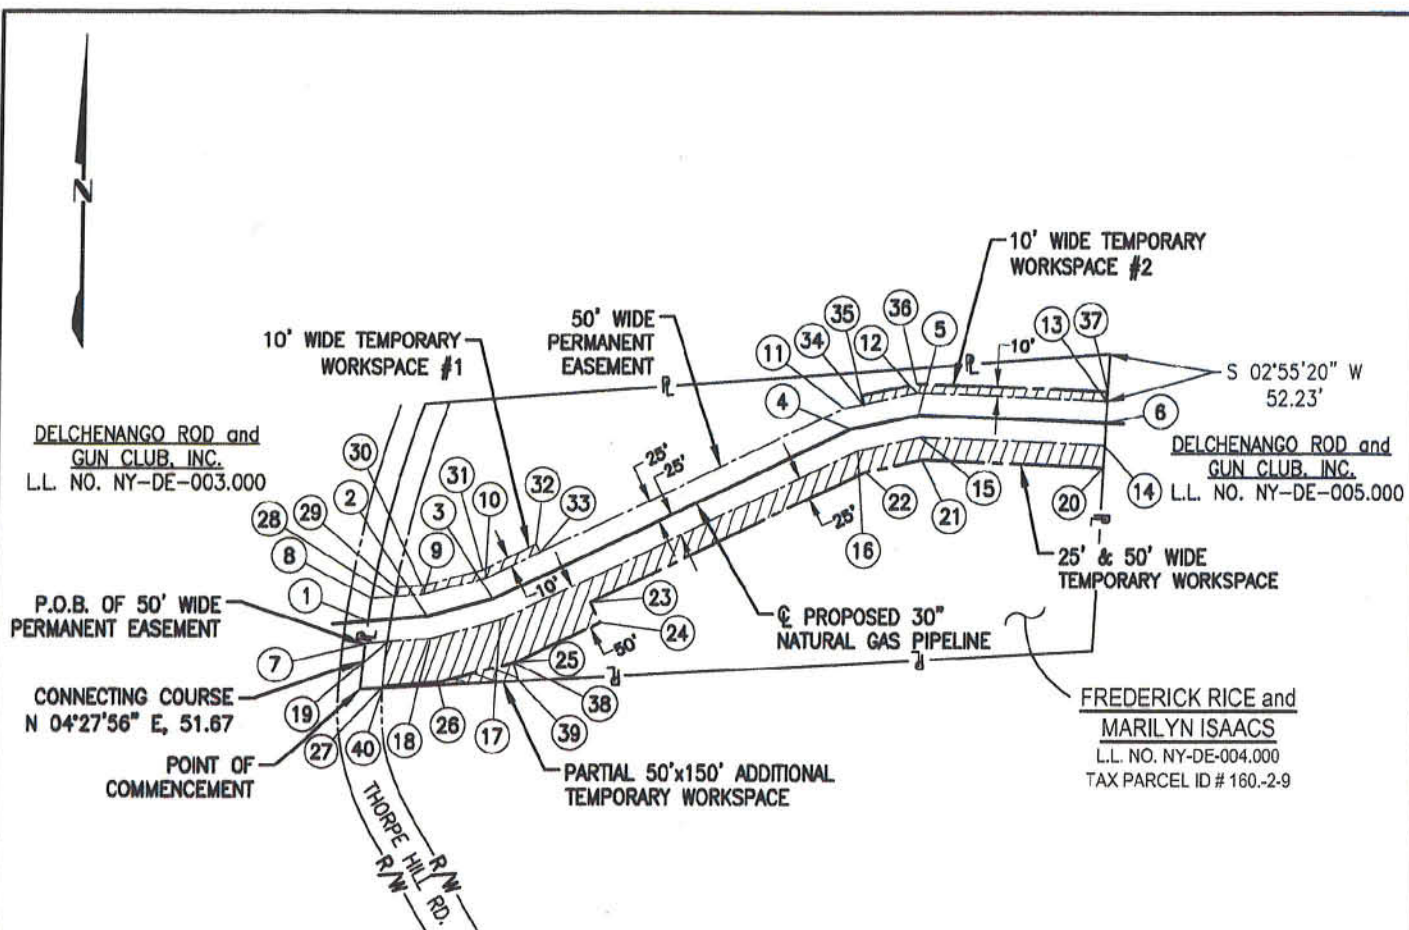 N
10' WIDE TEMPORARY
WORKSPACE #2
50' WIDE
PERMANENT
EASEMENT
10' WIDE TEMPORARY
WORKSPACE #1
36
5
35
34
12
11
13
37
10'
4
6
S 02°55'20" W
52.23'
DELCHENANGO ROD and
GUN CLUB, INC.
L.L. NO. NY-DE-003.000
DELCHENANGO ROD and
GUN CLUB, INC.
L.L. NO. NY-DE-005.000
30
2
29
28
8
1
31
10
3
9
32
33
25'
25'
25'
10'
22
15
21
16
20
14
25' & 50' WIDE
TEMPORARY WORKSPACE
P.O.B. OF 50' WIDE
PERMANENT EASEMENT
7
23
24
50'
25
38
39
17
26
18
40
27
19
℄ PROPOSED 30"
NATURAL GAS PIPELINE
CONNECTING COURSE
N 04°27'56" E, 51.67
POINT OF
COMMENCEMENT
PARTIAL 50'x150' ADDITIONAL
TEMPORARY WORKSPACE
FREDERICK RICE and
MARILYN ISAACS
L.L. NO. NY-DE-004.000
TAX PARCEL ID # 160.-2-9
THORPE HILL RD.
R/W
R/W
PL
PL
PL
PL
PL